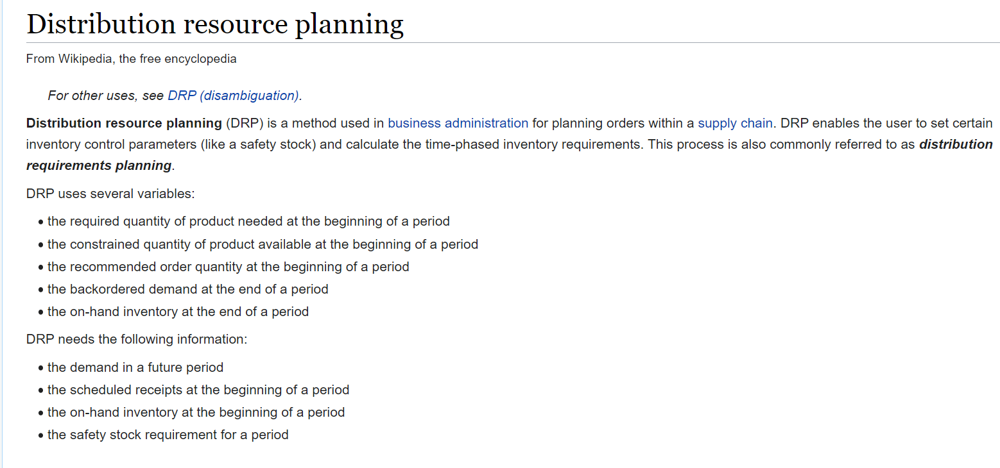 Distribution resource planning
From Wikipedia, the free encyclopedia
For other uses, see DRP (disambiguation).
Distribution resource planning (DRP) is a method used in business administration for planning orders within a supply chain. DRP enables the user to set certain
inventory control parameters (like a safety stock) and calculate the time-phased inventory requirements. This process is also commonly referred to as distribution
requirements planning.
DRP uses several variables:
• the required quantity of product needed at the beginning of a period
• the constrained quantity of product available at the beginning of a period
• the recommended order quantity at the beginning of a period
• the backordered demand at the end of a period
• the on-hand inventory at the end of a period
DRP needs the following information:
• the demand in a future period
• the scheduled receipts at the beginning of a period
• the on-hand inventory at the beginning of a period
• the safety stock requirement for a period